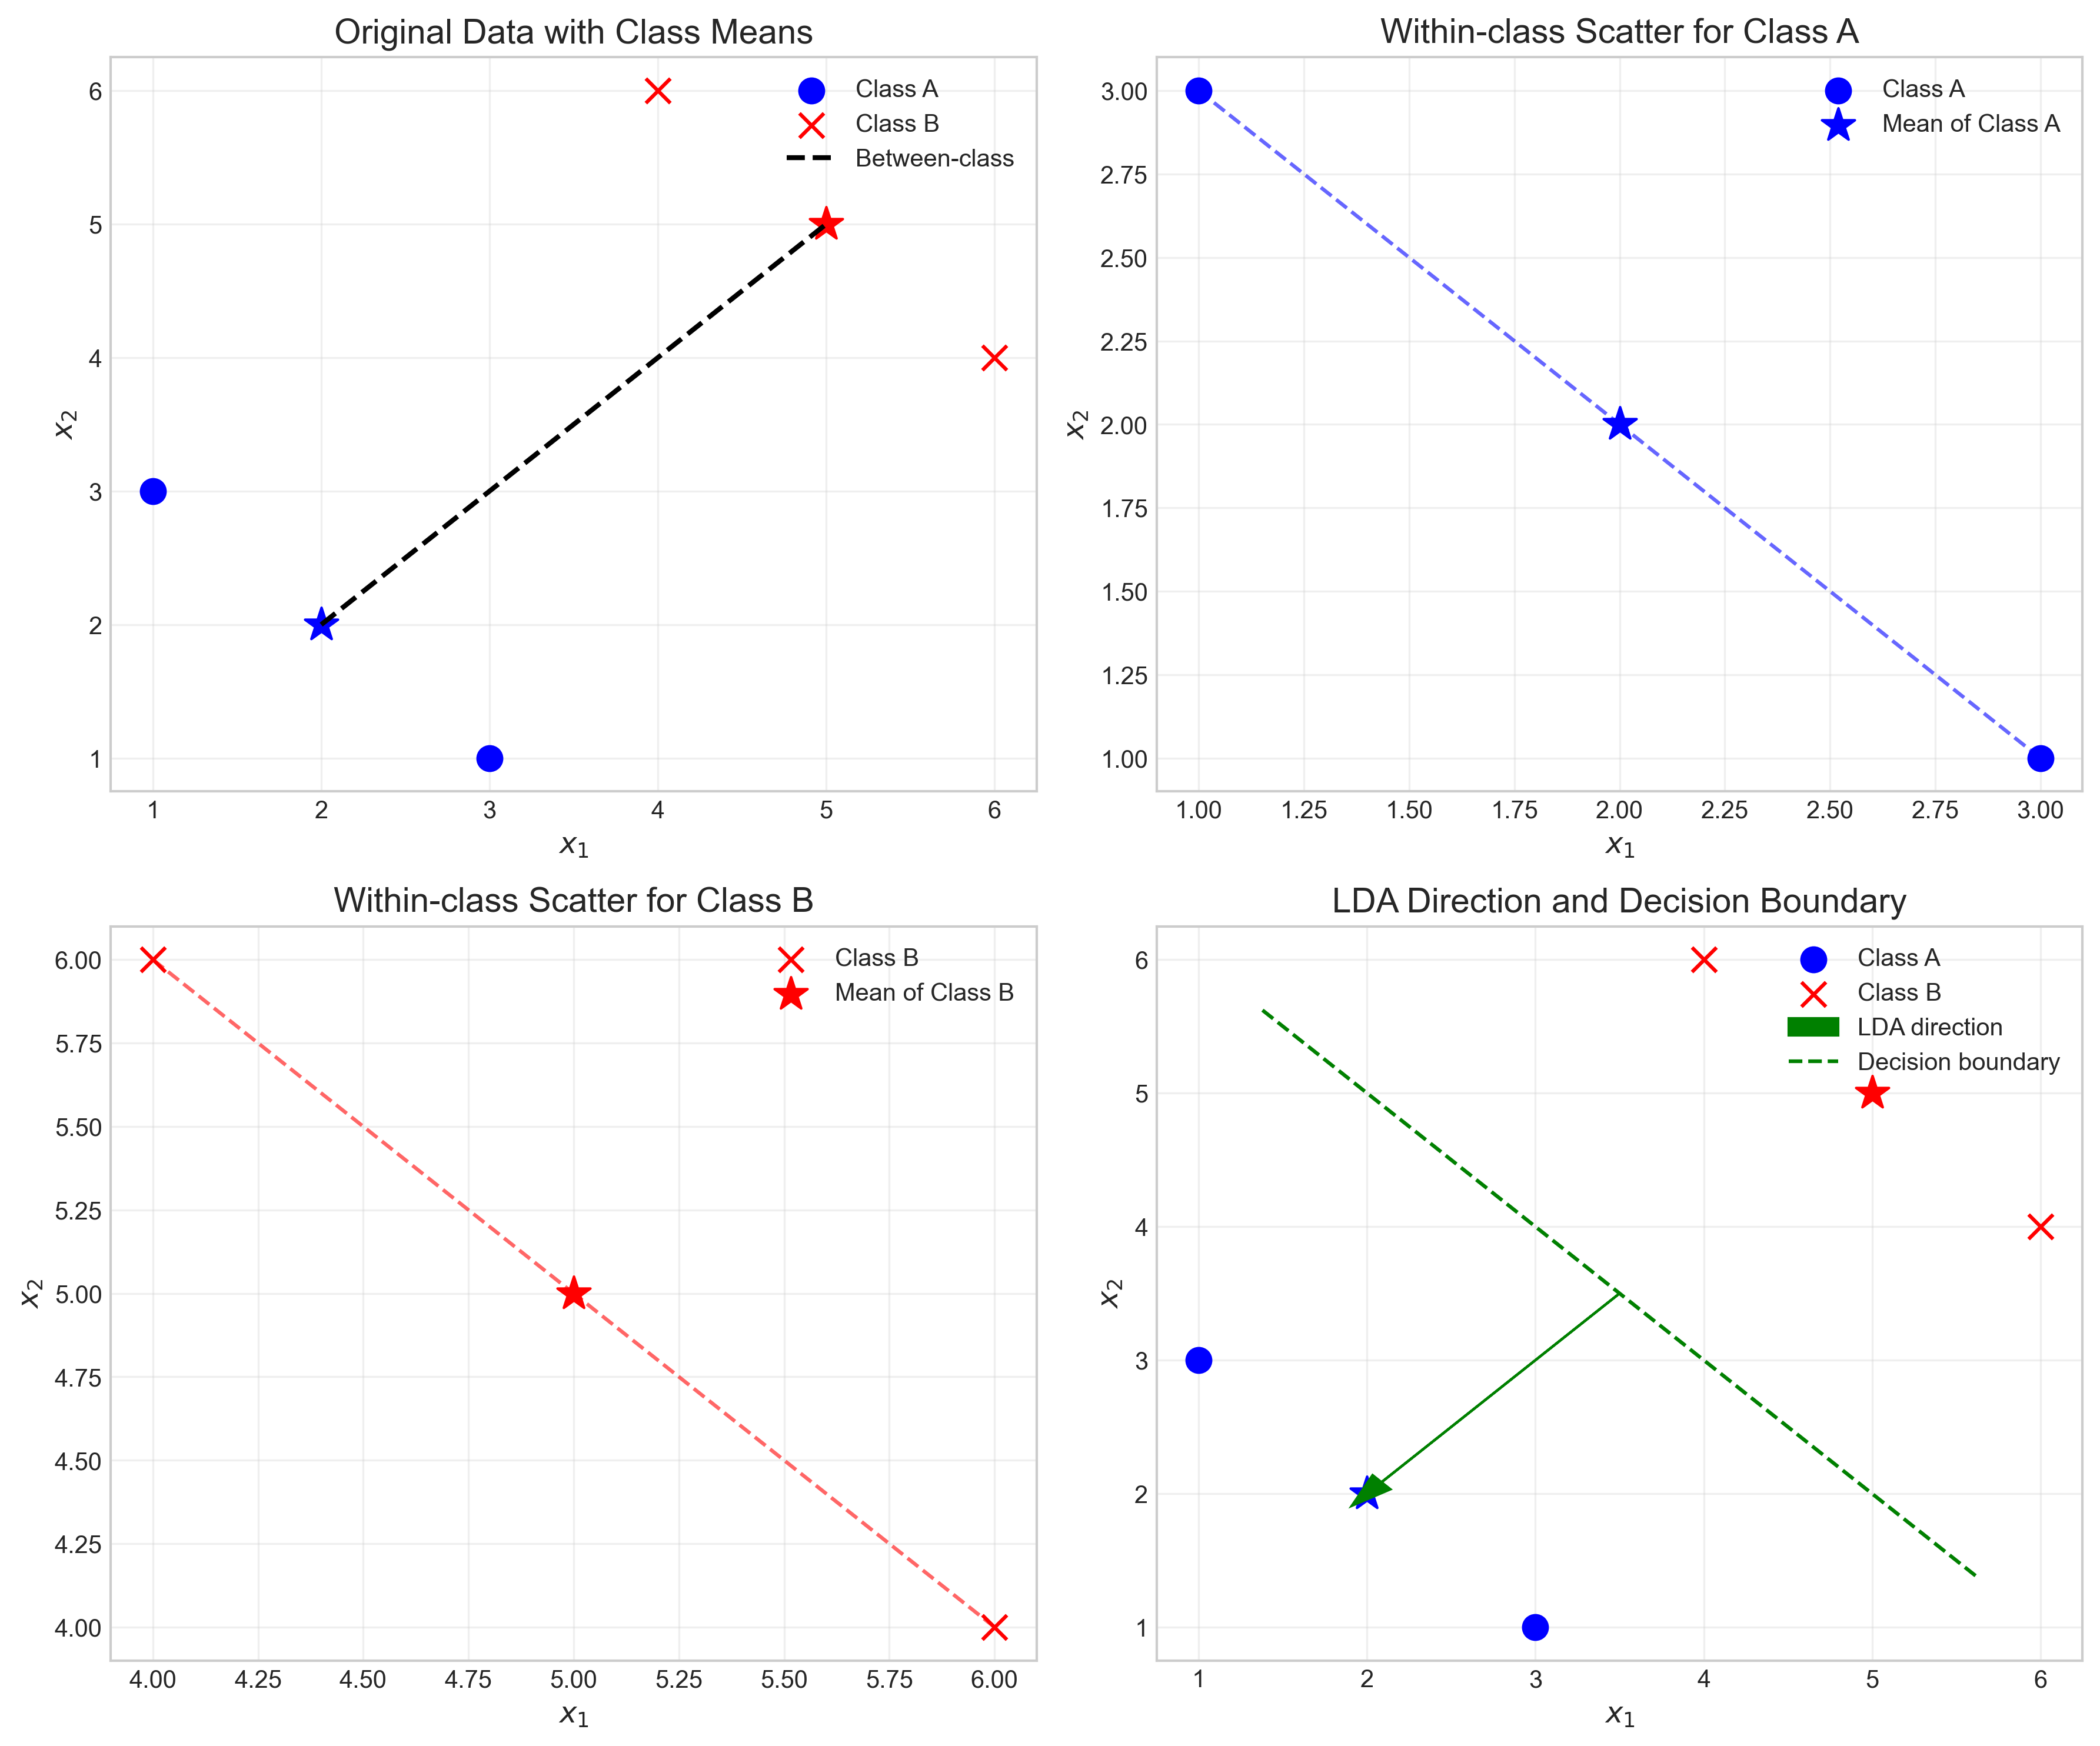 Original Data with Class Means
6
5
4
3
2
1
x₂
1 2 3 4 5 6
x₁
Class A
Class B
Between-class
Within-class Scatter for Class A
3.00
2.75
2.50
2.25
2.00
1.75
1.50
1.25
1.00
x₂
1.00 1.25 1.50 1.75 2.00 2.25 2.50 2.75 3.00
x₁
Class A
Mean of Class A
Within-class Scatter for Class B
6.00
5.75
5.50
5.25
5.00
4.75
4.50
4.25
4.00
x₂
4.00 4.25 4.50 4.75 5.00 5.25 5.50 5.75 6.00
x₁
Class B
Mean of Class B
LDA Direction and Decision Boundary
6
5
4
3
2
1
x₂
1 2 3 4 5 6
x₁
Class A
Class B
LDA direction
Decision boundary